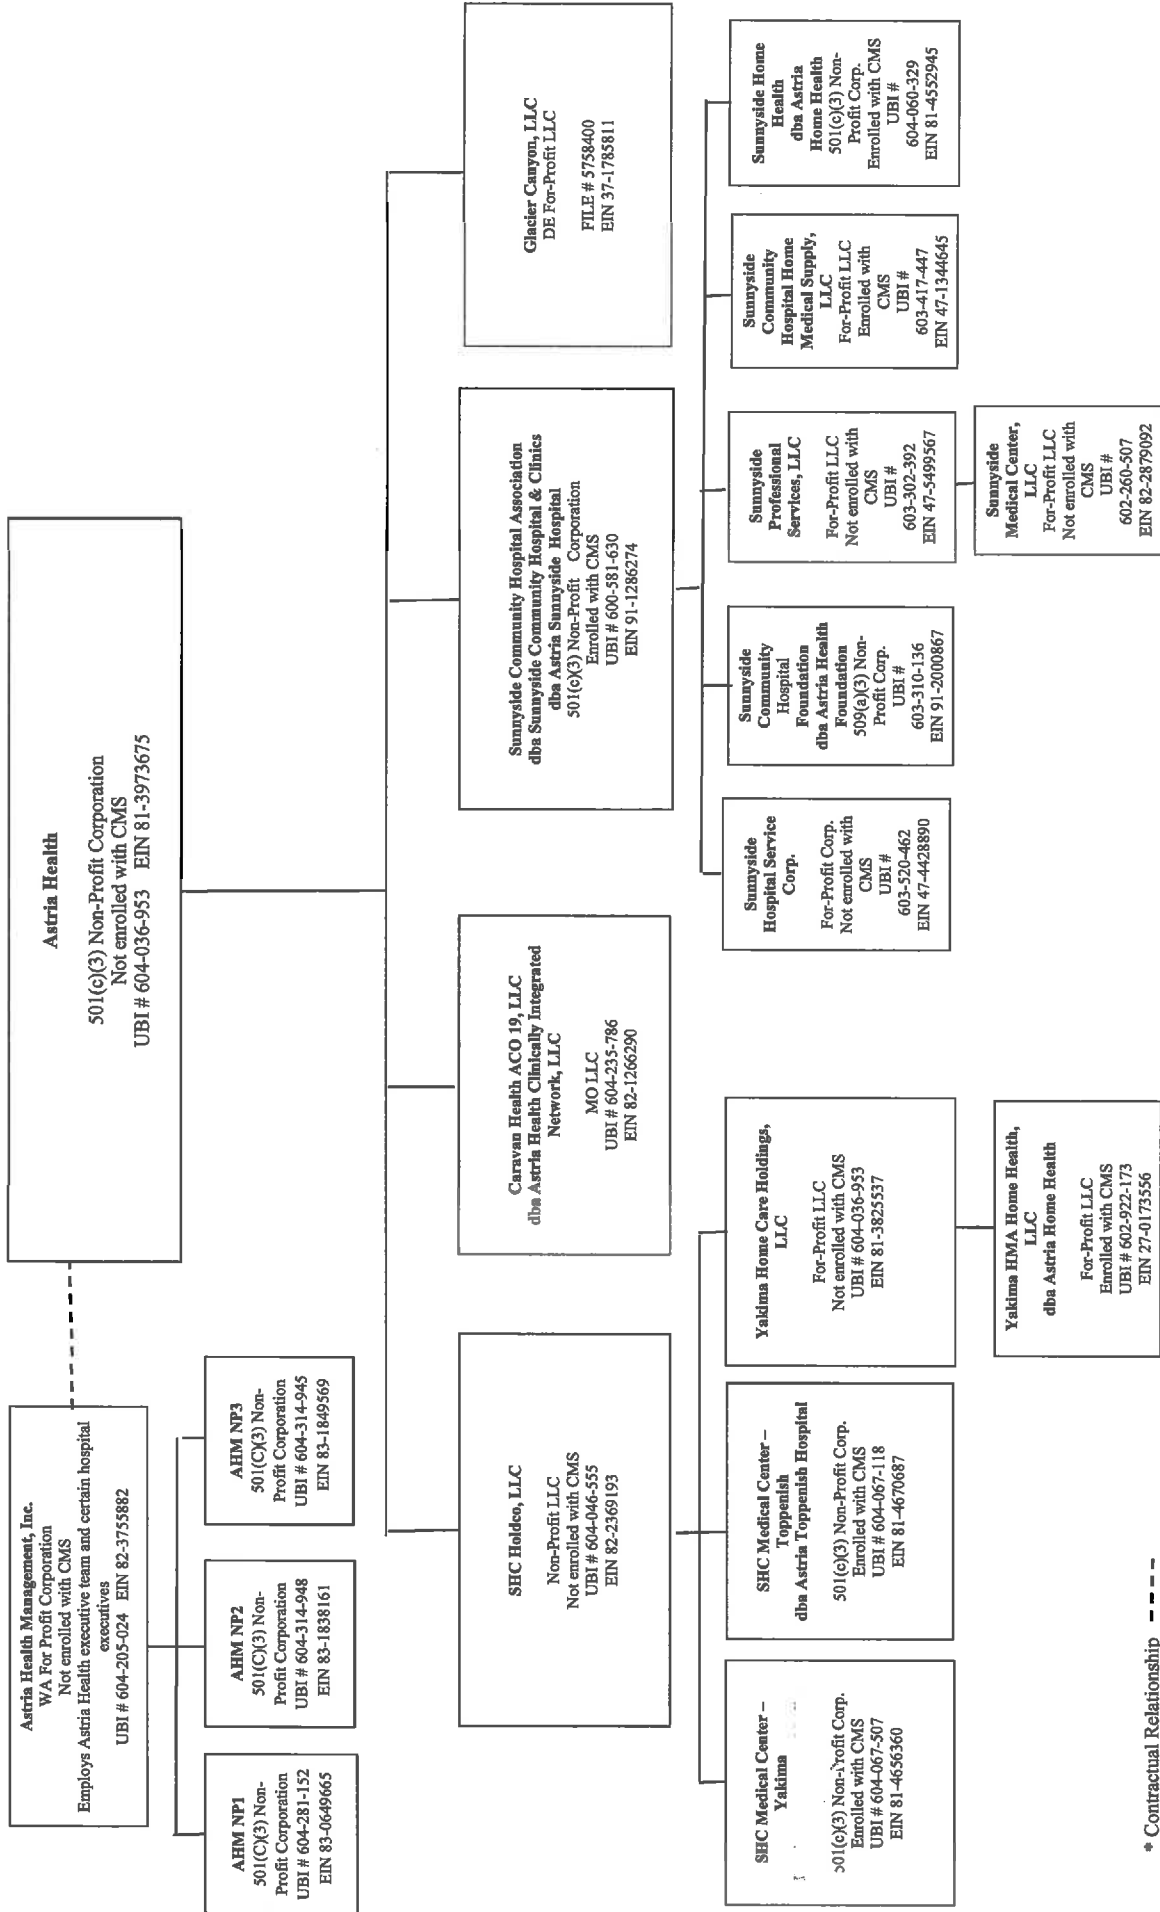 Astria Health Management, Inc.
WA For Profit Corporation
Not enrolled with CMS
Employs Astria Health executive team and certain hospital
executives
UBI # 604-205-024 EIN 82-3755882
Astria Health
501(c)(3) Non-Profit Corporation
Not enrolled with CMS
UBI # 604-036-953 EIN 81-3973675
AHM NP1
501(C)(3) Non-
Profit Corporation
UBI # 604-281-152
EIN 83-0649665
AHM NP2
501(C)(3) Non-
Profit Corporation
UBI # 604-314-948
EIN 83-1838161
AHM NP3
501(C)(3) Non-
Profit Corporation
UBI # 604-314-945
EIN 83-1849569
SHC Holdco, LLC
Non-Profit LLC
Not enrolled with CMS
UBI # 604-046-555
EIN 82-2369193
Caravan Health ACO 19, LLC
dba Astria Health Clinically Integrated
Network, LLC
MO LLC
UBI # 604-235-786
EIN 82-1266290
Sunnyside Community Hospital Association
dba Sunnyside Community Hospital & Clinics
dba Astria Sunnyside Hospital
501(c)(3) Non-Profit Corporation
Enrolled with CMS
UBI # 600-581-630
EIN 91-1286274
Glacier Canyon, LLC
DE For-Profit LLC
FILE # 5758400
EIN 37-1785811
SHC Medical Center –
Yakima
501(c)(3) Non-Profit Corp.
Enrolled with CMS
UBI # 604-067-507
EIN 81-4656360
SHC Medical Center –
Toppenish
dba Astria Toppenish Hospital
501(c)(3) Non-Profit Corp.
Enrolled with CMS
UBI # 604-067-118
EIN 81-4670687
Yakima Home Care Holdings,
LLC
For-Profit LLC
Not enrolled with CMS
UBI # 604-036-953
EIN 81-3825537
Sunnyside
Hospital Service
Corp.
For-Profit Corp.
Not enrolled with
CMS
UBI #
603-520-462
EIN 47-4428890
Sunnyside
Community
Hospital
Foundation
dba Astria Health
Foundation
509(a)(3) Non-
Profit Corp.
UBI #
603-310-136
EIN 91-2000867
Sunnyside
Professional
Services, LLC
For-Profit LLC
Not enrolled with
CMS
UBI #
603-302-392
EIN 47-5499567
Sunnyside
Community
Hospital Home
Medical Supply,
LLC
For-Profit LLC
Enrolled with
CMS
UBI #
603-417-447
EIN 47-1344645
Sunnyside Home
Health
dba Astria
Home Health
501(c)(3) Non-
Profit Corp.
Enrolled with CMS
UBI #
604-060-329
EIN 81-4552945
Yakima HMA Home Health,
LLC
dba Astria Home Health
For-Profit LLC
Enrolled with CMS
UBI # 602-922-173
EIN 27-0173556
Sunnyside
Medical Center,
LLC
For-Profit LLC
Not enrolled with
CMS
UBI #
602-260-507
EIN 82-2879092
* Contractual Relationship ----